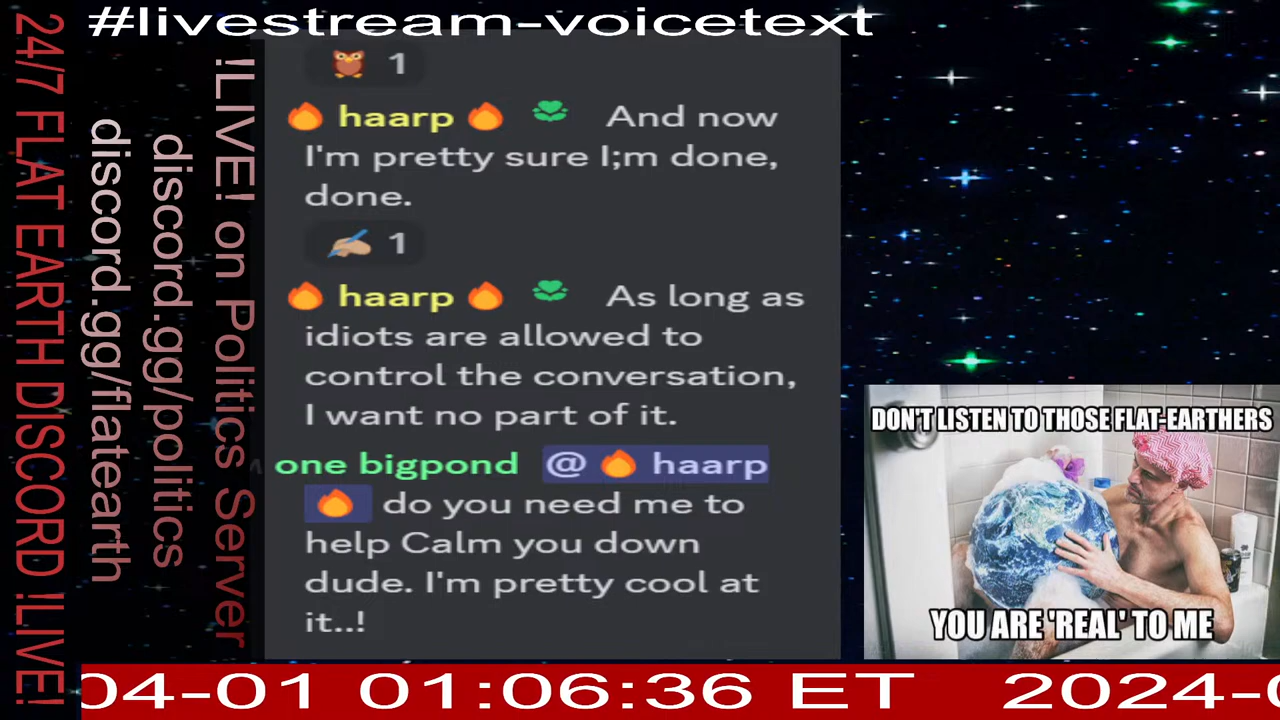 #livestream-voicetext
24/7 FLAT EARTH DISCORD !LIVE!
discord.gg/flatearth
discord.gg/politics
!LIVE! on Politics Server
1
haarp And now
I'm pretty sure I;m done,
done.
1
haarp As long as
idiots are allowed to
control the conversation,
I want no part of it.
one bigpond @ haarp
do you need me to
help Calm you down
dude. I'm pretty cool at
it..!
DON'T LISTEN TO THOSE FLAT-EARTHERS
YOU ARE 'REAL' TO ME
04-01 01:06:36 ET 2024-0